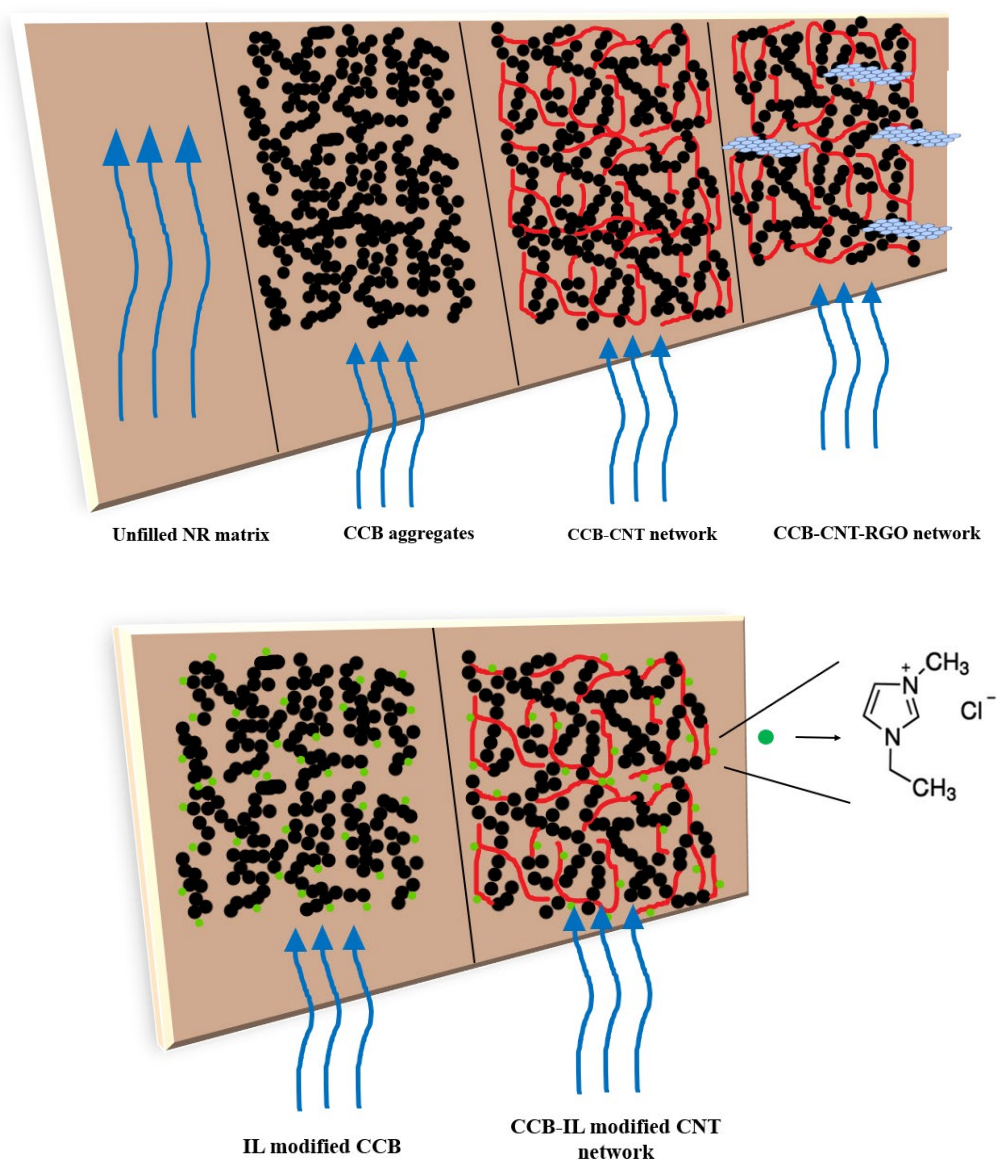 Unfilled NR matrix
CCB aggregates
CCB-CNT network
CCB-CNT-RGO network
CH₃
+
N
Cl⁻
N
CH₃
IL modified CCB
CCB-IL modified CNT
network